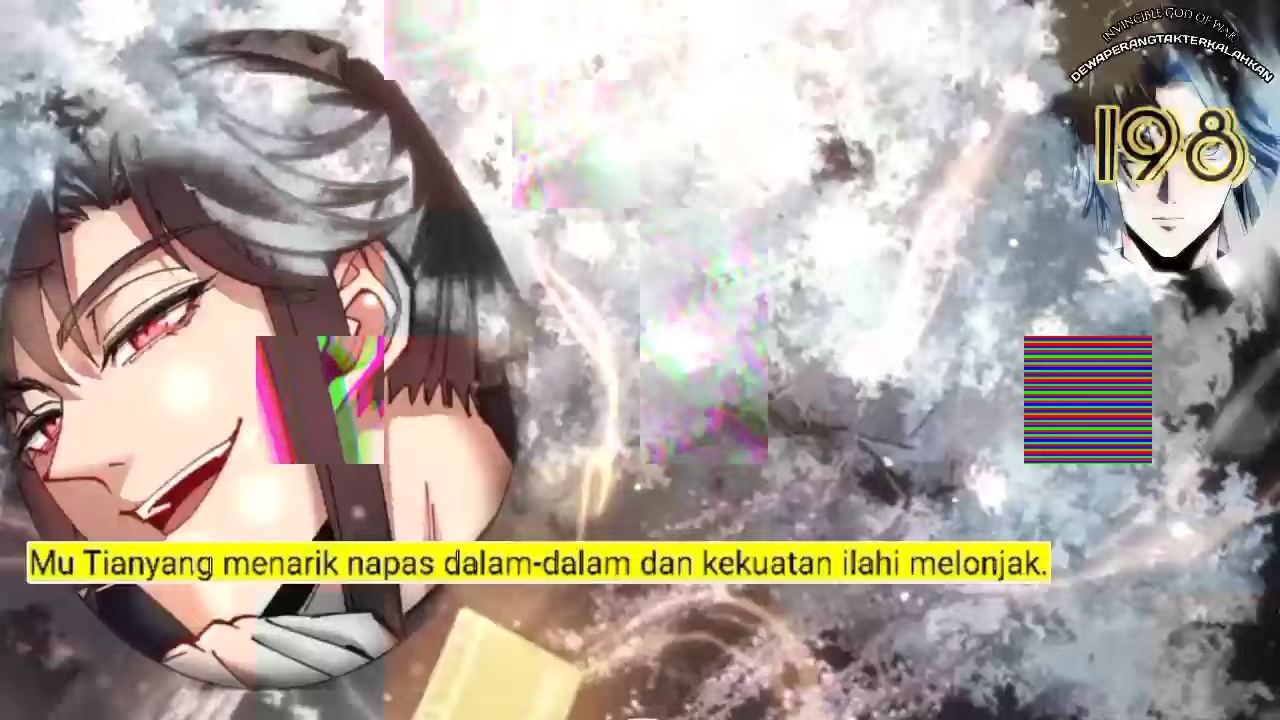 INVINCIBLE GOD OF WAR
DEWAPERANGTAKTERKALAHKAN
198
Mu Tianyang menarik napas dalam-dalam dan kekuatan ilahi melonjak.